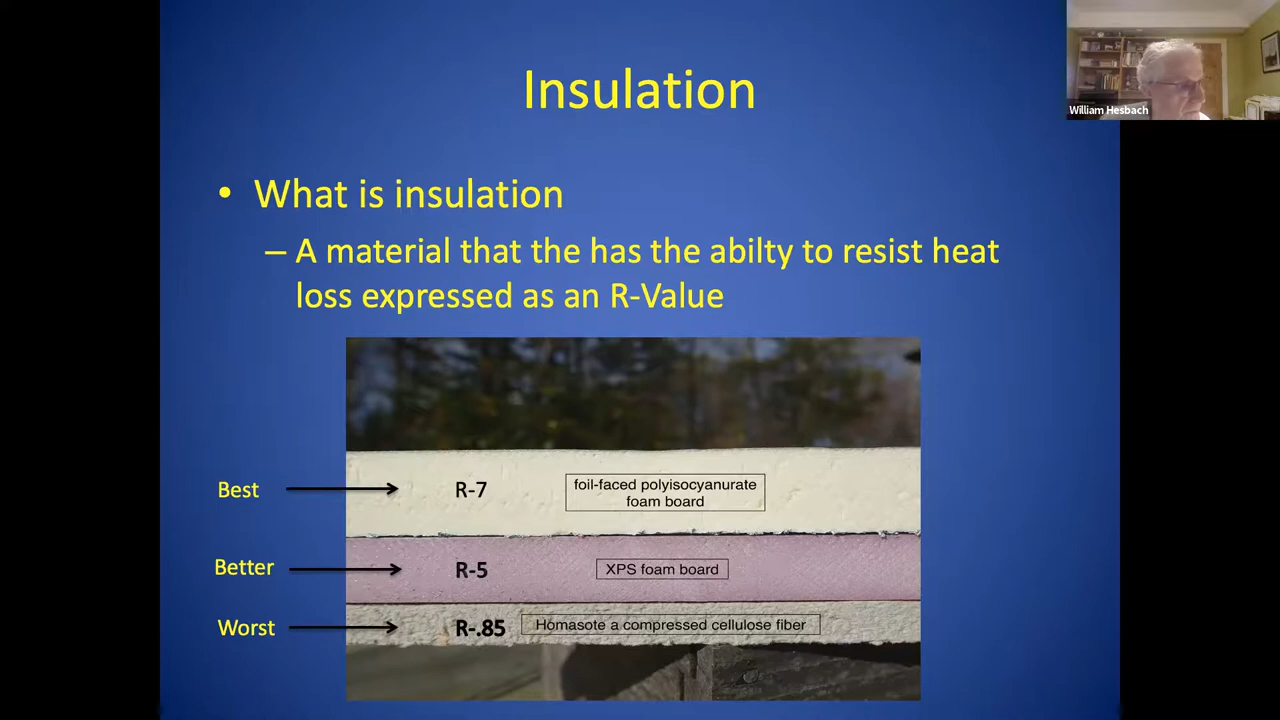 Insulation
William Hesbach
• What is insulation
– A material that the has the abilty to resist heat
loss expressed as an R-Value
Best
R-7
foil-faced polyisocyanurate
foam board
Better
R-5
XPS foam board
Worst
R-.85
Homasote a compressed cellulose fiber